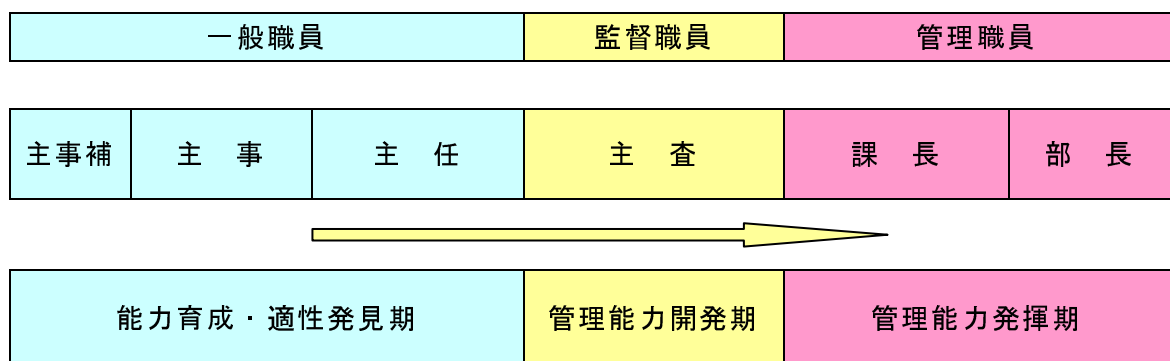 一般職員 監督職員 管理職員
主事補 主　事 主　任 主　査 課　長 部　長
能力育成・適性発見期 管理能力開発期 管理能力発揮期